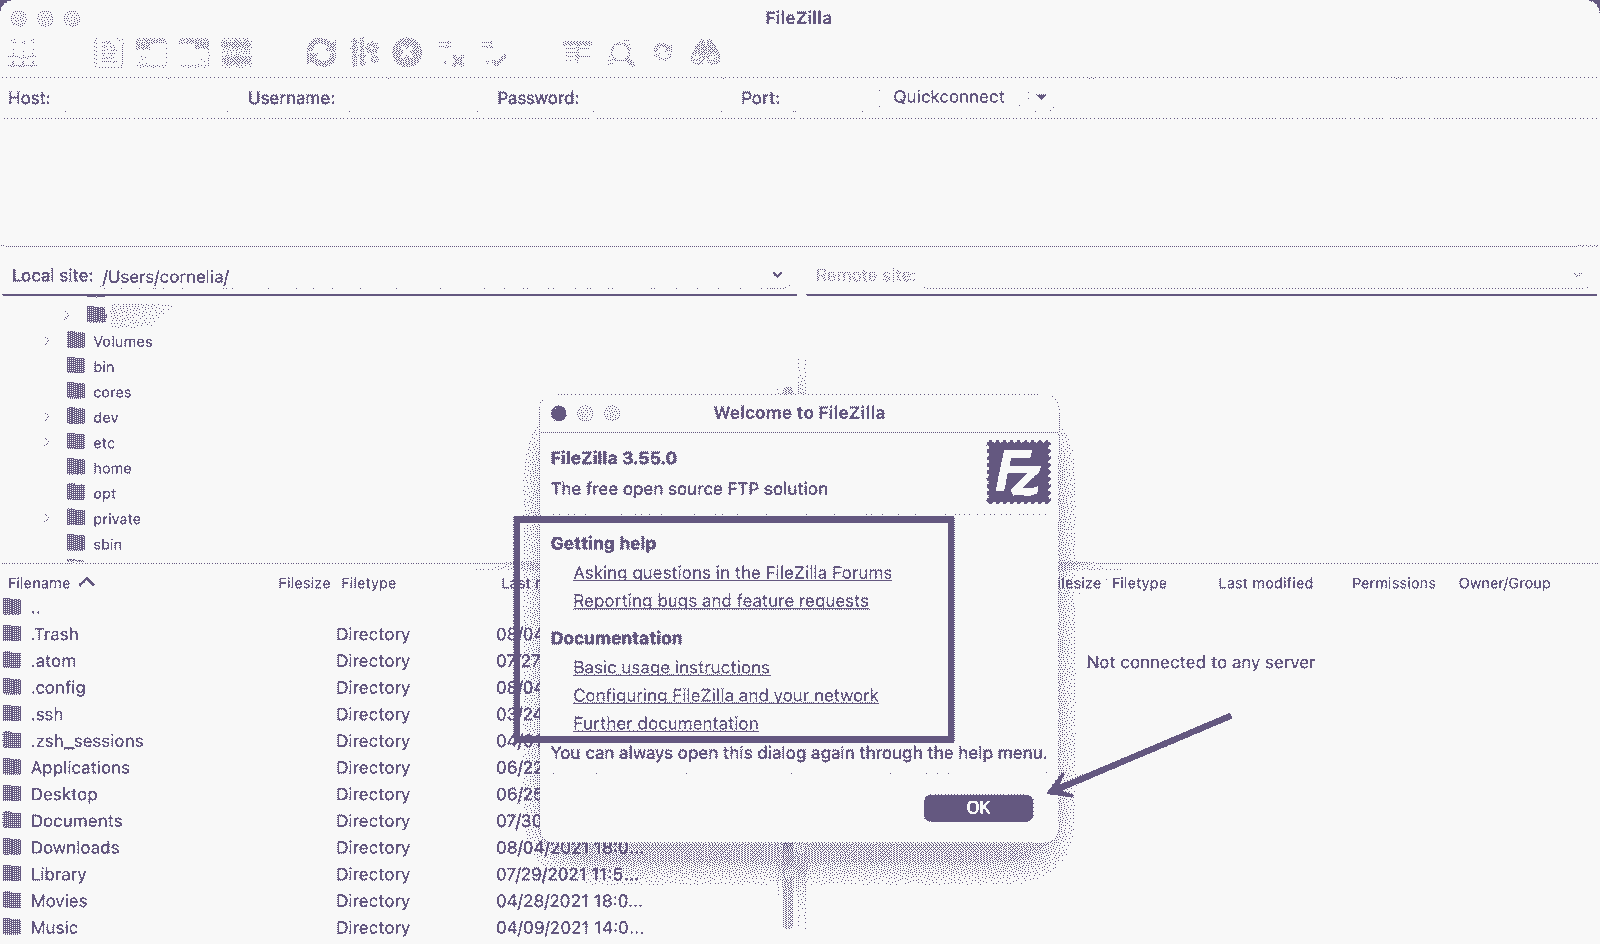 FileZilla
Host: Username: Password: Port: Quickconnect
Local site: /Users/cornelia/ Remote site:
Volumes
bin
cores
dev
etc
home
opt
private
sbin
Welcome to FileZilla
FileZilla 3.55.0
The free open source FTP solution
Fz
Getting help
Asking questions in the FileZilla Forums
Reporting bugs and feature requests
Documentation
Basic usage instructions
Configuring FileZilla and your network
Further documentation
You can always open this dialog again through the help menu.
OK
Filename Filesize Filetype Last Filetype Last modified Permissions Owner/Group
..
.Trash Directory 08/04
.atom Directory 07/27
.config Directory 08/04
.ssh Directory 03/24
.zsh_sessions Directory
Applications Directory 06/22
Desktop Directory
Documents Directory 07/30
Downloads Directory 08/04/2021 18:0...
Library Directory 07/29/2021 11:5...
Movies Directory 04/28/2021 18:0...
Music Directory 04/09/2021 14:0...
Not connected to any server